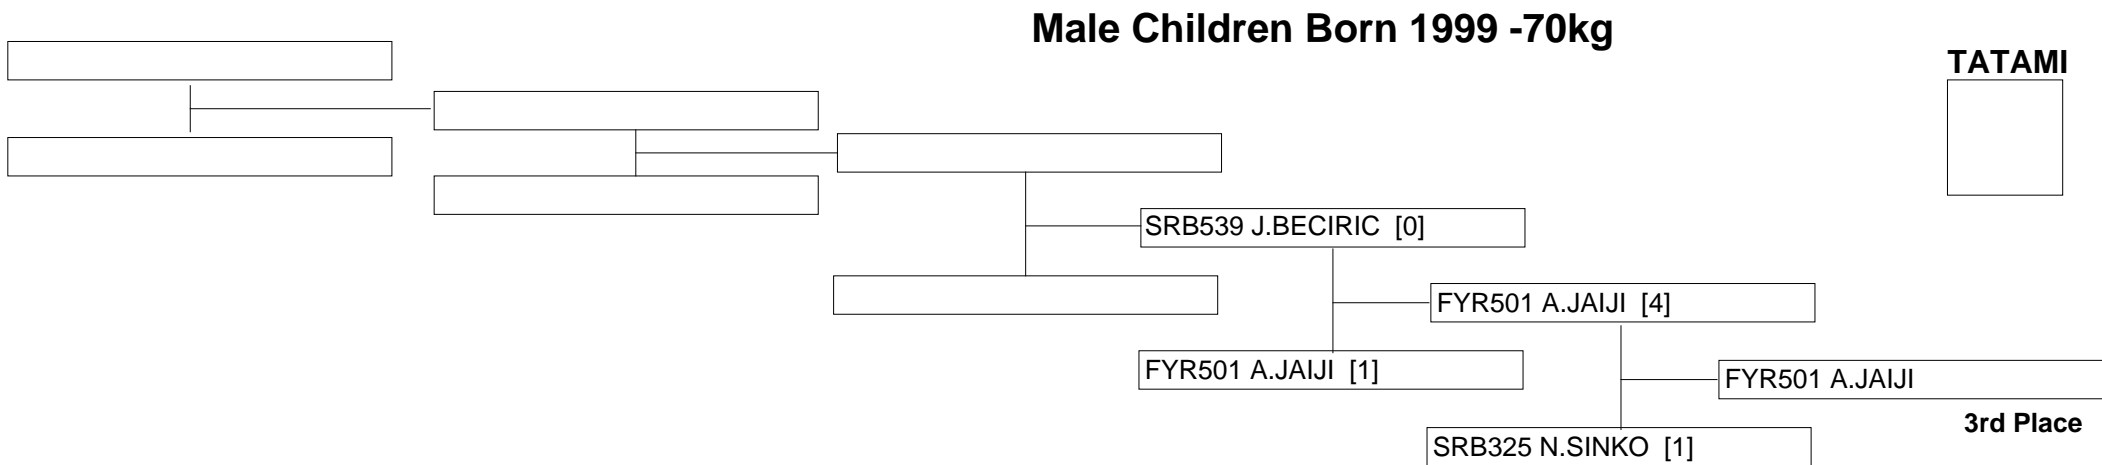 Male Children Born 1999 -70kg
TATAMI
SRB539 J.BECIRIC [0]
FYR501 A.JAIJI [4]
FYR501 A.JAIJI [1]
FYR501 A.JAIJI
3rd Place
SRB325 N.SINKO [1]